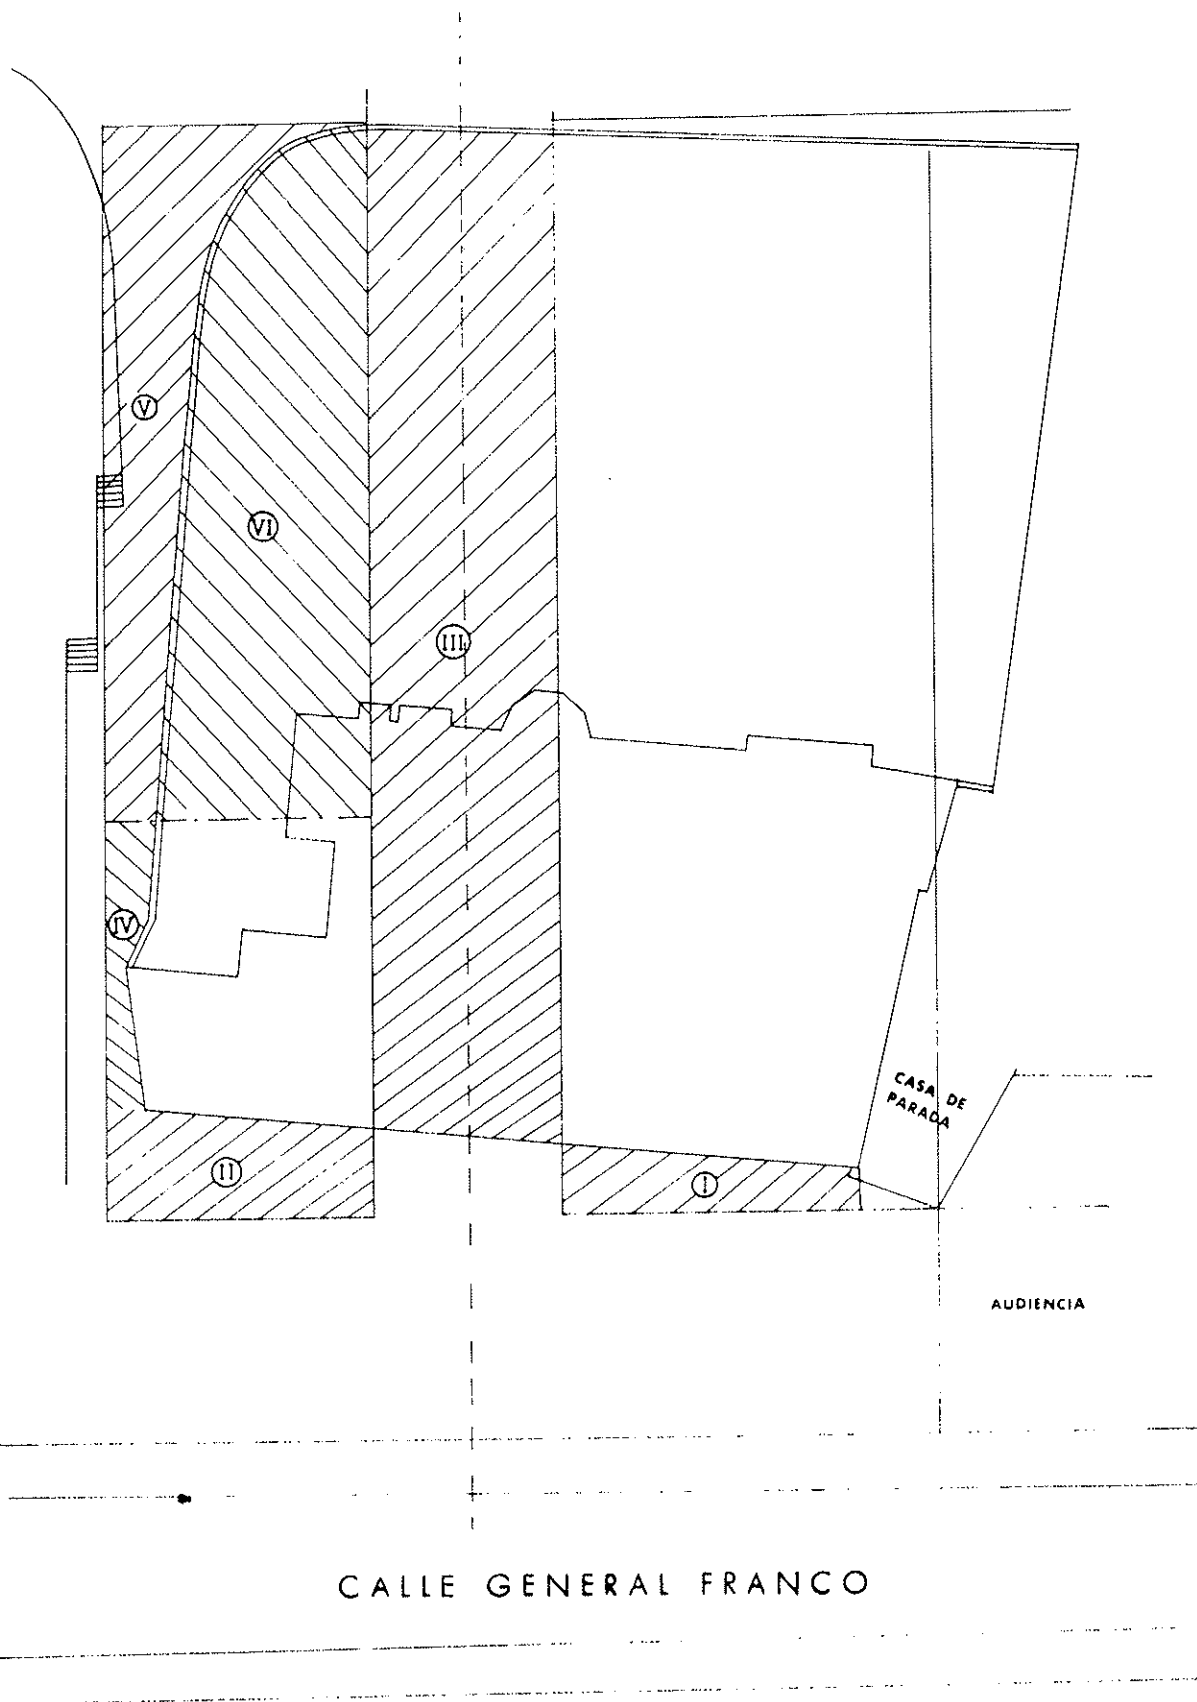 V
VI
III
IV
CASA DE
PARADA
II
I
AUDIENCIA
CALLE GENERAL FRANCO